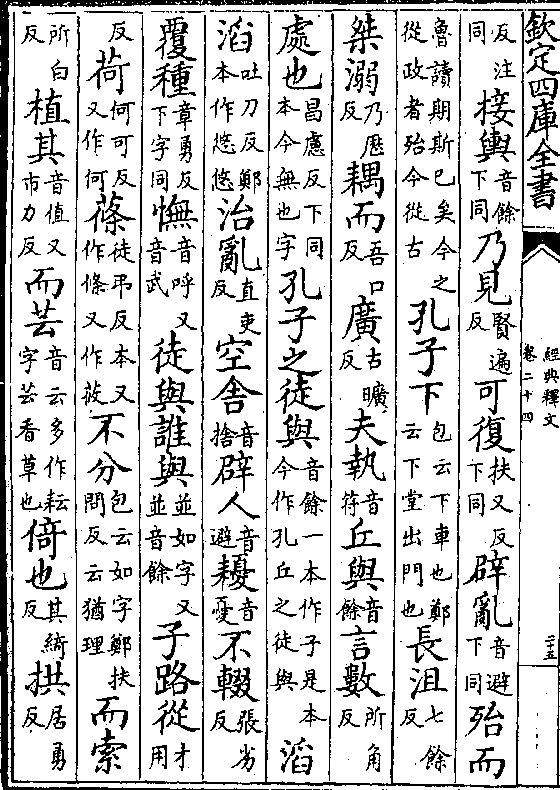 欽定四庫全書
經典釋文
卷二十四
二十五
反注同接輿音餘下同乃見賢遍反可復扶又反下同辟亂音避下同殆而
魯讀期斯已矣今之從政者殆今從古孔子下包云下車也鄭云下堂出門也長沮七餘反
桀溺乃歷反耦而吾口反廣古曠反夫執音符丘與音餘言數所角反
處也昌慮反下同本今無也字孔子之徒與音餘一本作子是本今作孔丘之徒與滔
滔吐刀反鄭本作悠悠治亂直吏反空舍音捨辟人音避耰音憂不輟張劣反
覆種章勇反下字同憮音呼又音武徒與誰與並如字又並音餘子路從才用
反荷何可反又作何蓧徒弔反本又作條又作莜不分包云如字鄭扶問反云猶理而索
所白反植其音值又市力反而芸音云多作耘字芸香草也倚也其綺反拱居勇反